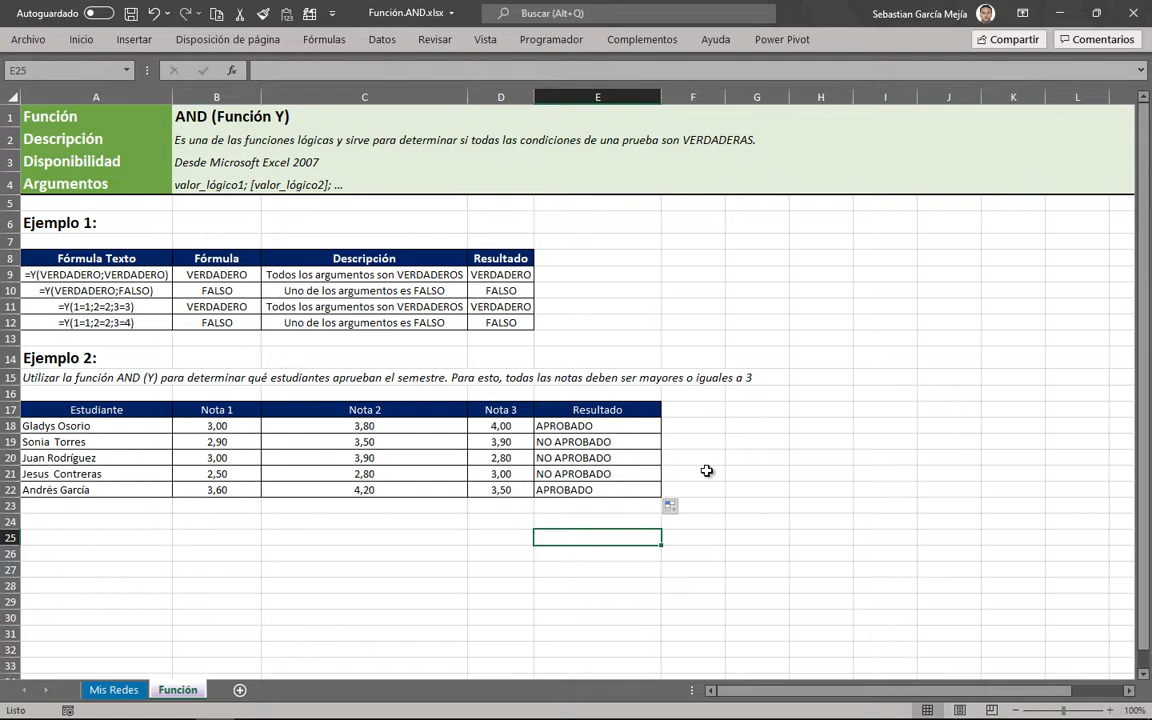 Autoguardado
Función.AND.xlsx
Buscar (Alt+Q)
Sebastian García Mejía
Archivo Inicio Insertar Disposición de página Fórmulas Datos Revisar Vista Programador Complementos Ayuda Power Pivot Compartir Comentarios
E25 fx
A B C D E F G H I J K L
1 Función AND (Función Y)
2 Descripción Es una de las funciones lógicas y sirve para determinar si todas las condiciones de una prueba son VERDADERAS.
3 Disponibilidad Desde Microsoft Excel 2007
4 Argumentos valor_lógico1; [valor_lógico2]; ...
5
6 Ejemplo 1:
7
8 Fórmula Texto Fórmula Descripción Resultado
9 =Y(VERDADERO;VERDADERO) VERDADERO Todos los argumentos son VERDADEROS VERDADERO
10 =Y(VERDADERO;FALSO) FALSO Uno de los argumentos es FALSO FALSO
11 =Y(1=1;2=2;3=3) VERDADERO Todos los argumentos son VERDADEROS VERDADERO
12 =Y(1=1;2=2;3=4) FALSO Uno de los argumentos es FALSO FALSO
13
14 Ejemplo 2:
15 Utilizar la función AND (Y) para determinar qué estudiantes aprueban el semestre. Para esto, todas las notas deben ser mayores o iguales a 3
16
17 Estudiante Nota 1 Nota 2 Nota 3 Resultado
18 Gladys Osorio 3,00 3,80 4,00 APROBADO
19 Sonia Torres 2,90 3,50 3,90 NO APROBADO
20 Juan Rodríguez 3,00 3,90 2,80 NO APROBADO
21 Jesus Contreras 2,50 2,80 3,00 NO APROBADO
22 Andrés García 3,60 4,20 3,50 APROBADO
23
24
25
26
27
28
29
30
31
32
33
Mis Redes Función
Listo 100%